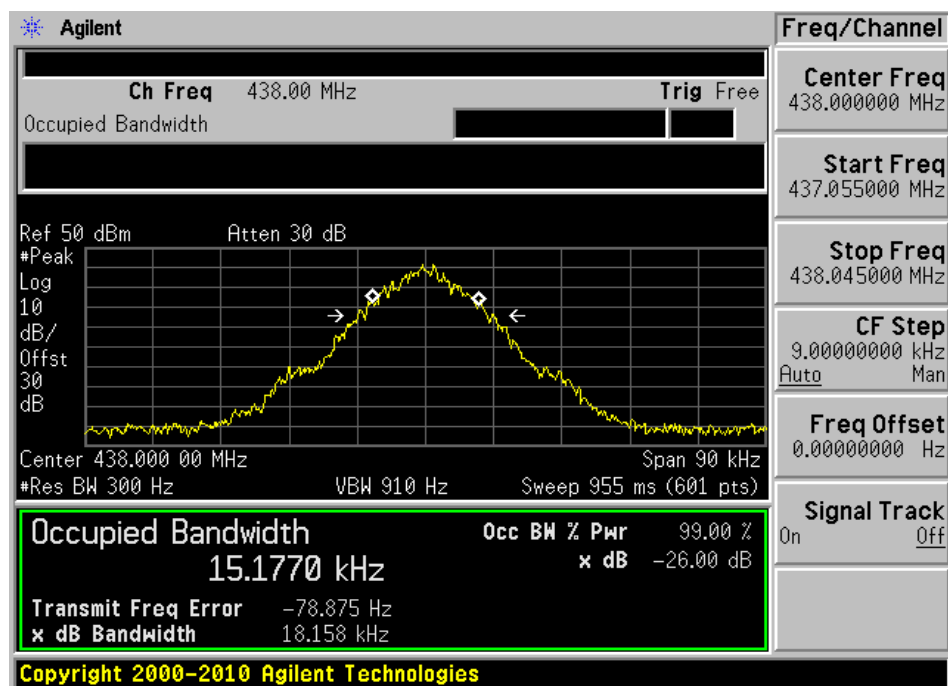 Agilent
Freq/Channel
Ch Freq 438.00 MHz Trig Free
Occupied Bandwidth
Center Freq
438.000000 MHz
Start Freq
437.055000 MHz
Stop Freq
438.045000 MHz
CF Step
9.00000000 kHz
Auto Man
Freq Offset
0.00000000 Hz
Signal Track
On Off
Ref 50 dBm Atten 30 dB
#Peak
Log
10
dB/
Offst
30
dB
Center 438.000 00 MHz Span 90 kHz
#Res BW 300 Hz VBW 910 Hz Sweep 955 ms (601 pts)
Occupied Bandwidth Occ BW % Pwr 99.00 %
15.1770 kHz x dB -26.00 dB
Transmit Freq Error -78.875 Hz
x dB Bandwidth 18.158 kHz
Copyright 2000-2010 Agilent Technologies